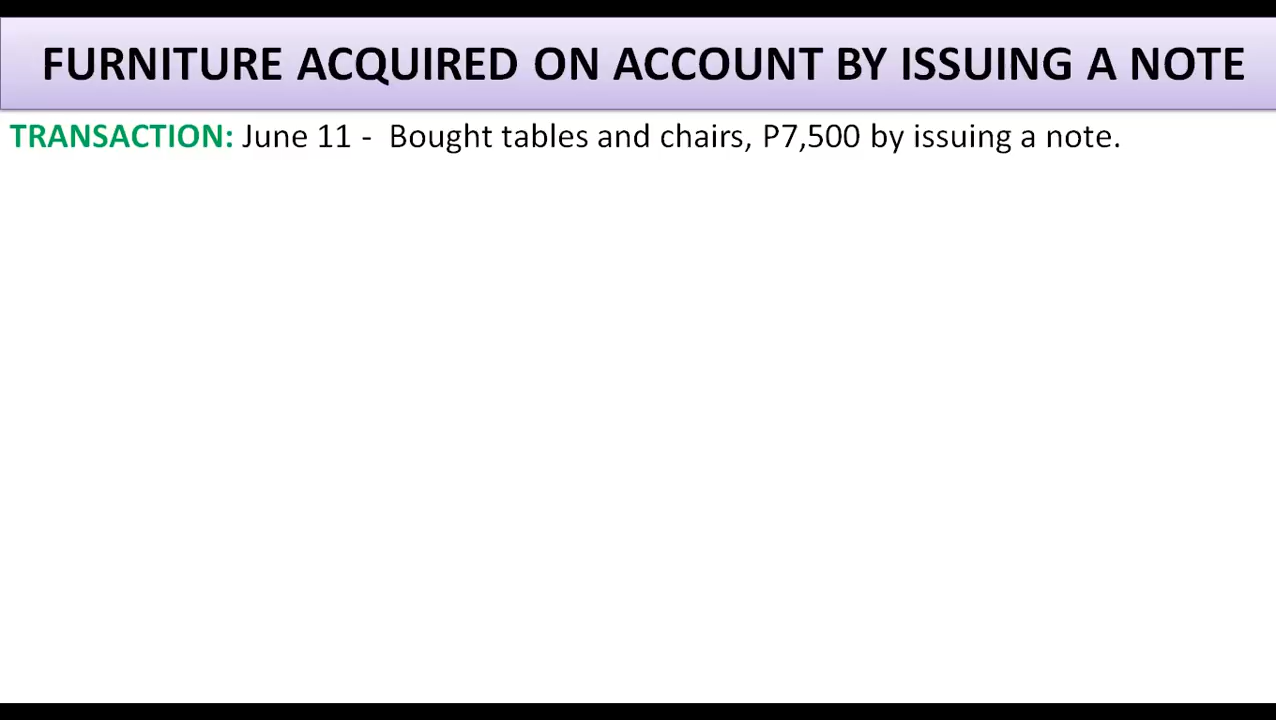 FURNITURE ACQUIRED ON ACCOUNT BY ISSUING A NOTE
TRANSACTION: June 11 - Bought tables and chairs, P7,500 by issuing a note.